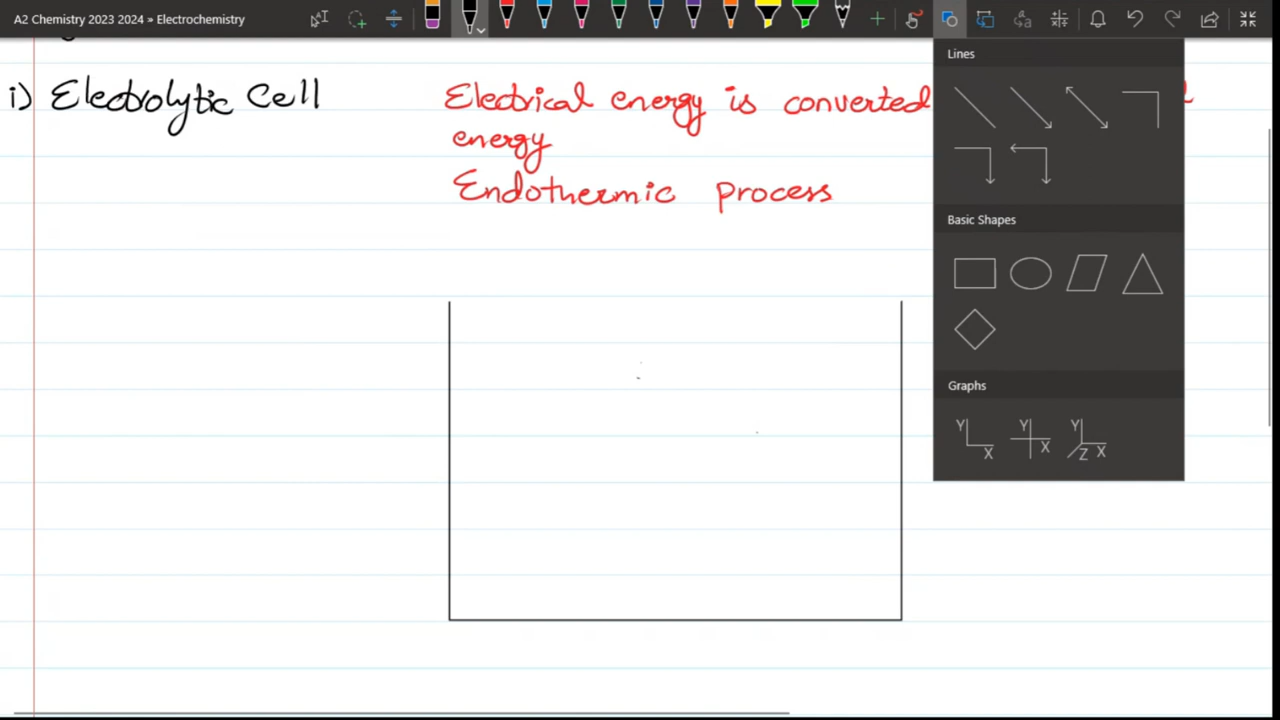 A2 Chemistry 2023 2024 » Electrochemistry
Lines
i) Electrolytic Cell
Electrical energy is converted
energy
Endothermic process
Basic Shapes
Graphs
Y X
Y X
Y Z X